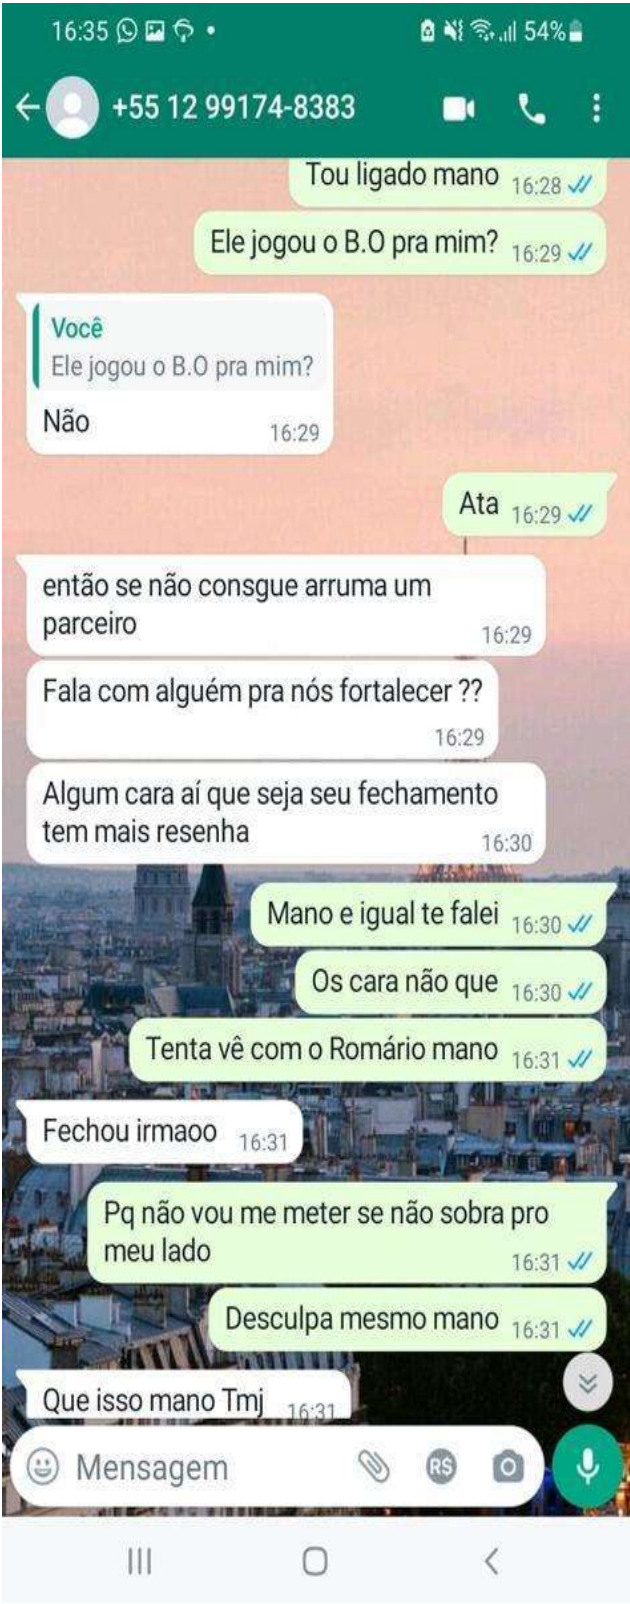 16:35 54%
+55 12 99174-8383
Tou ligado mano 16:28
Ele jogou o B.O pra mim? 16:29
Você
Ele jogou o B.O pra mim?
Não 16:29
Ata 16:29
então se não consgue arruma um
parceiro 16:29
Fala com alguém pra nós fortalecer ??
16:29
Algum cara aí que seja seu fechamento
tem mais resenha 16:30
Mano e igual te falei 16:30
Os cara não que 16:30
Tenta vê com o Romário mano 16:31
Fechou irmaoo 16:31
Pq não vou me meter se não sobra pro
meu lado 16:31
Desculpa mesmo mano 16:31
Que isso mano Tmj 16:31
Mensagem R$